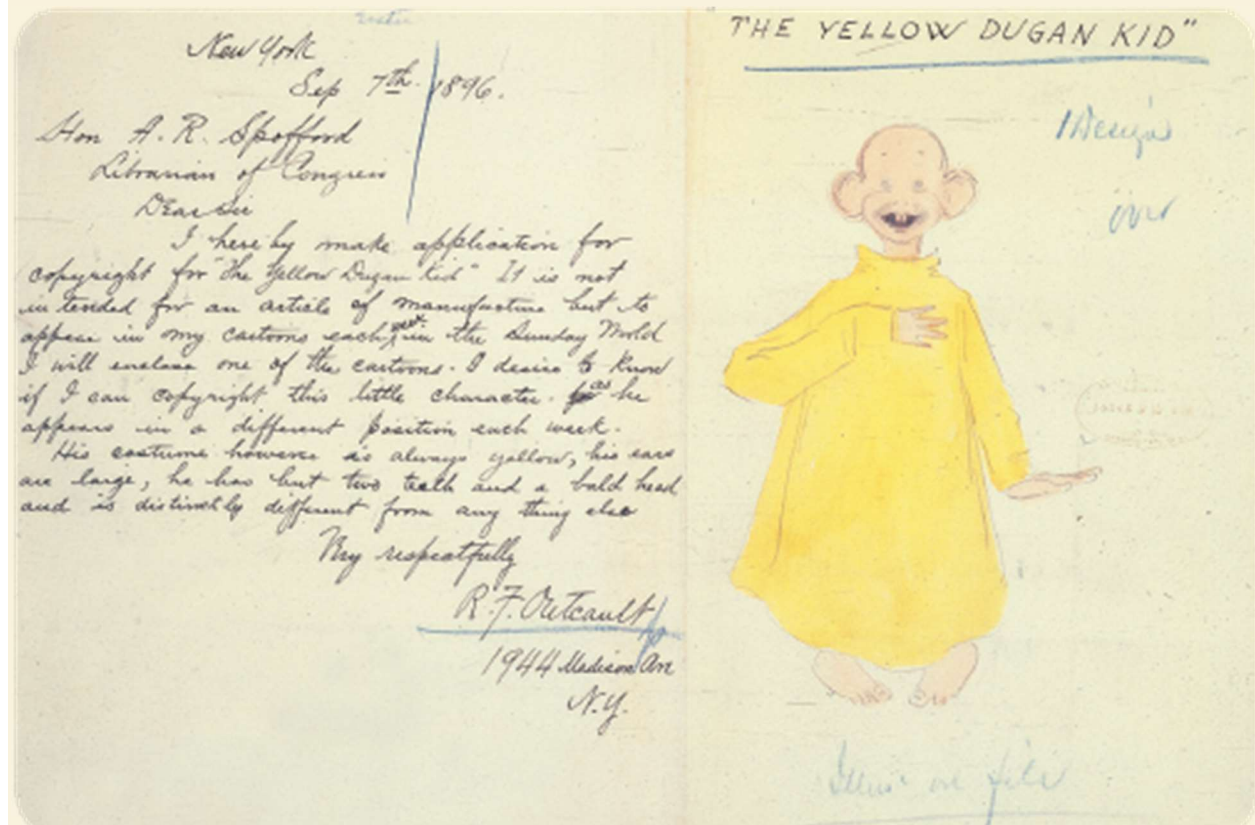 New York
Sep 7th 1896.
Hon A. R. Spofford
Librarian of Congress
Dear Sir
I here by make application for
copyright for "The Yellow Dugan Kid" It is not
intended for an article of manufacture but to
appear in my cartoons each week in the Sunday World
I will enclose one of the cartoons. I desire to know
if I can copyright this little character. as he
appears in a different position each week.
His costume however is always yellow, his ears
are large, he has but two teeth and a bald head
and is distinctly different from any thing else
Very respectfully
R. F. Outcault
1944 Madison Ave
N.Y.
"THE YELLOW DUGAN KID"
1 Design
over
on file